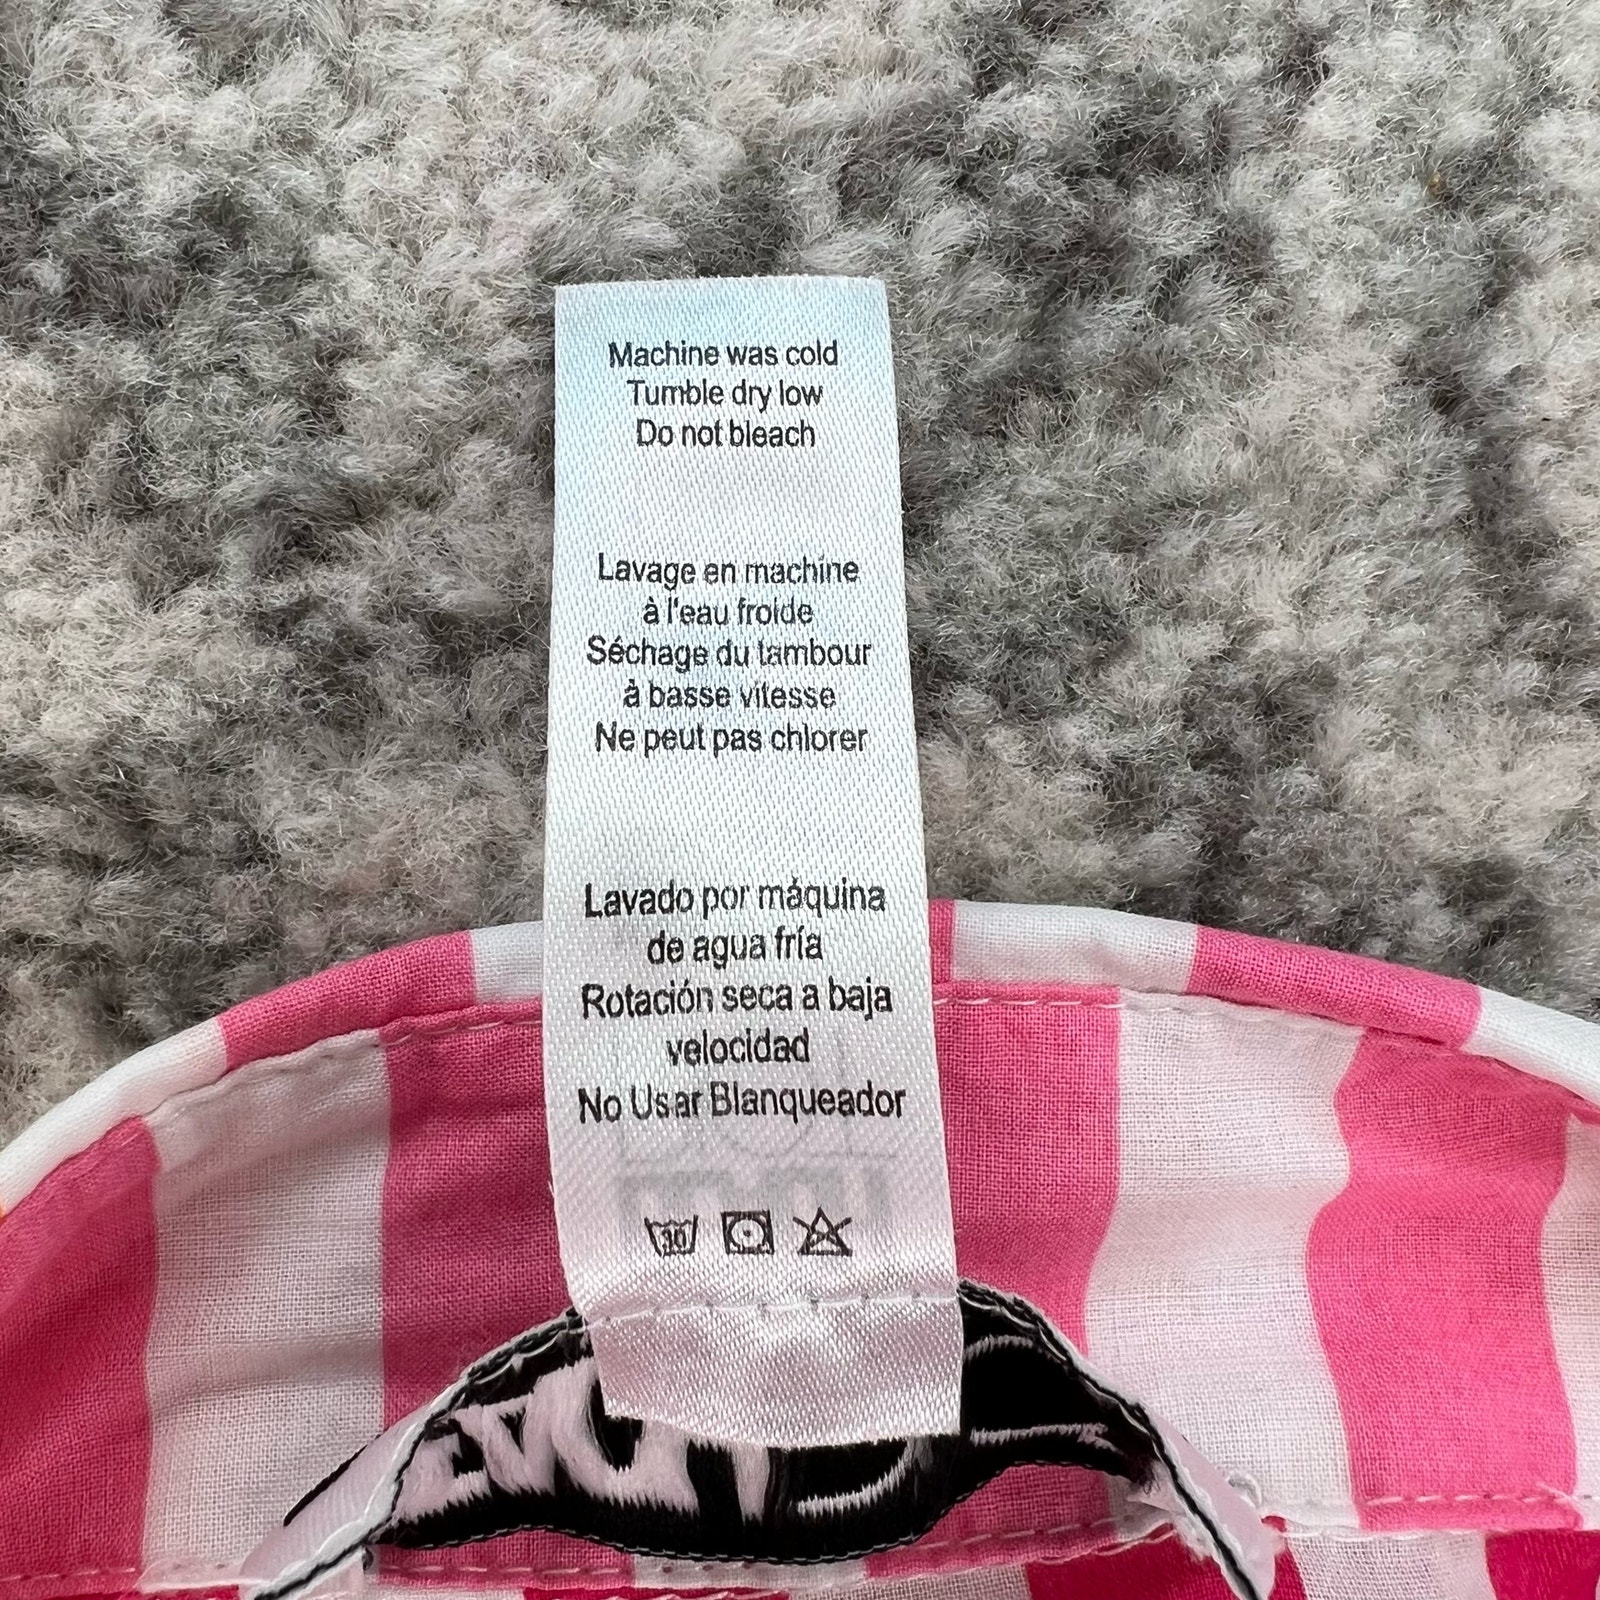 Machine was cold
Tumble dry low
Do not bleach
Lavage en machine
à l'eau froide
Séchage du tambour
à basse vitesse
Ne peut pas chlorer
Lavado por máquina
de agua fría
Rotación seca a baja
velocidad
No Usar Blanqueador
30